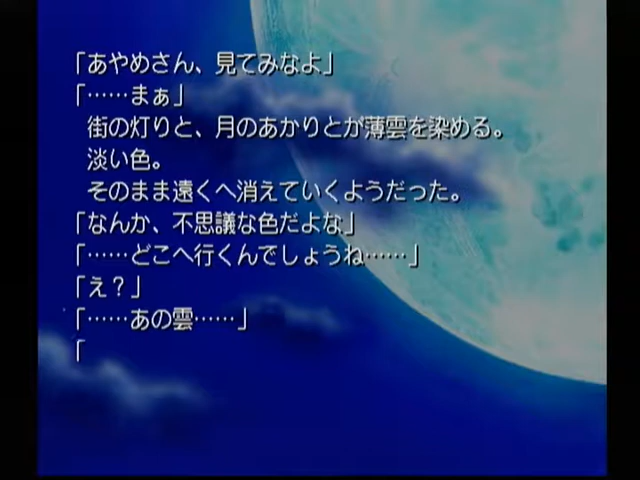 「あやめさん、見てみなよ」
「……まぁ」
街の灯りと、月のあかりとが薄雲を染める。
淡い色。
そのまま遠くへ消えていくようだった。
「なんか、不思議な色だよな」
「……どこへ行くんでしょうね……」
「え？」
「……あの雲……」
「